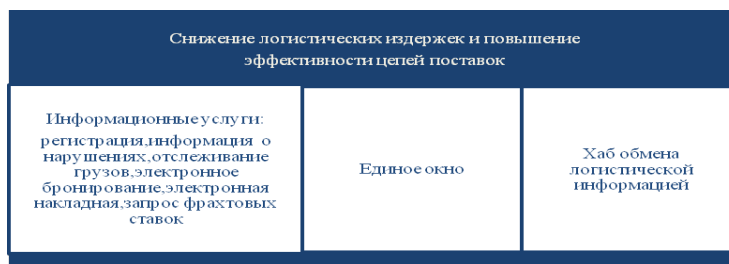 Снижение логистических издержек и повышение
эффективности цепей поставок
Информационные услуги:
регистрация,информация о
нарушениях,отслеживание
грузов,электронное
бронирование,электронная
накладная,запрос фрахтовых
ставок
Единое окно
Хаб обмена
логистической
информацией